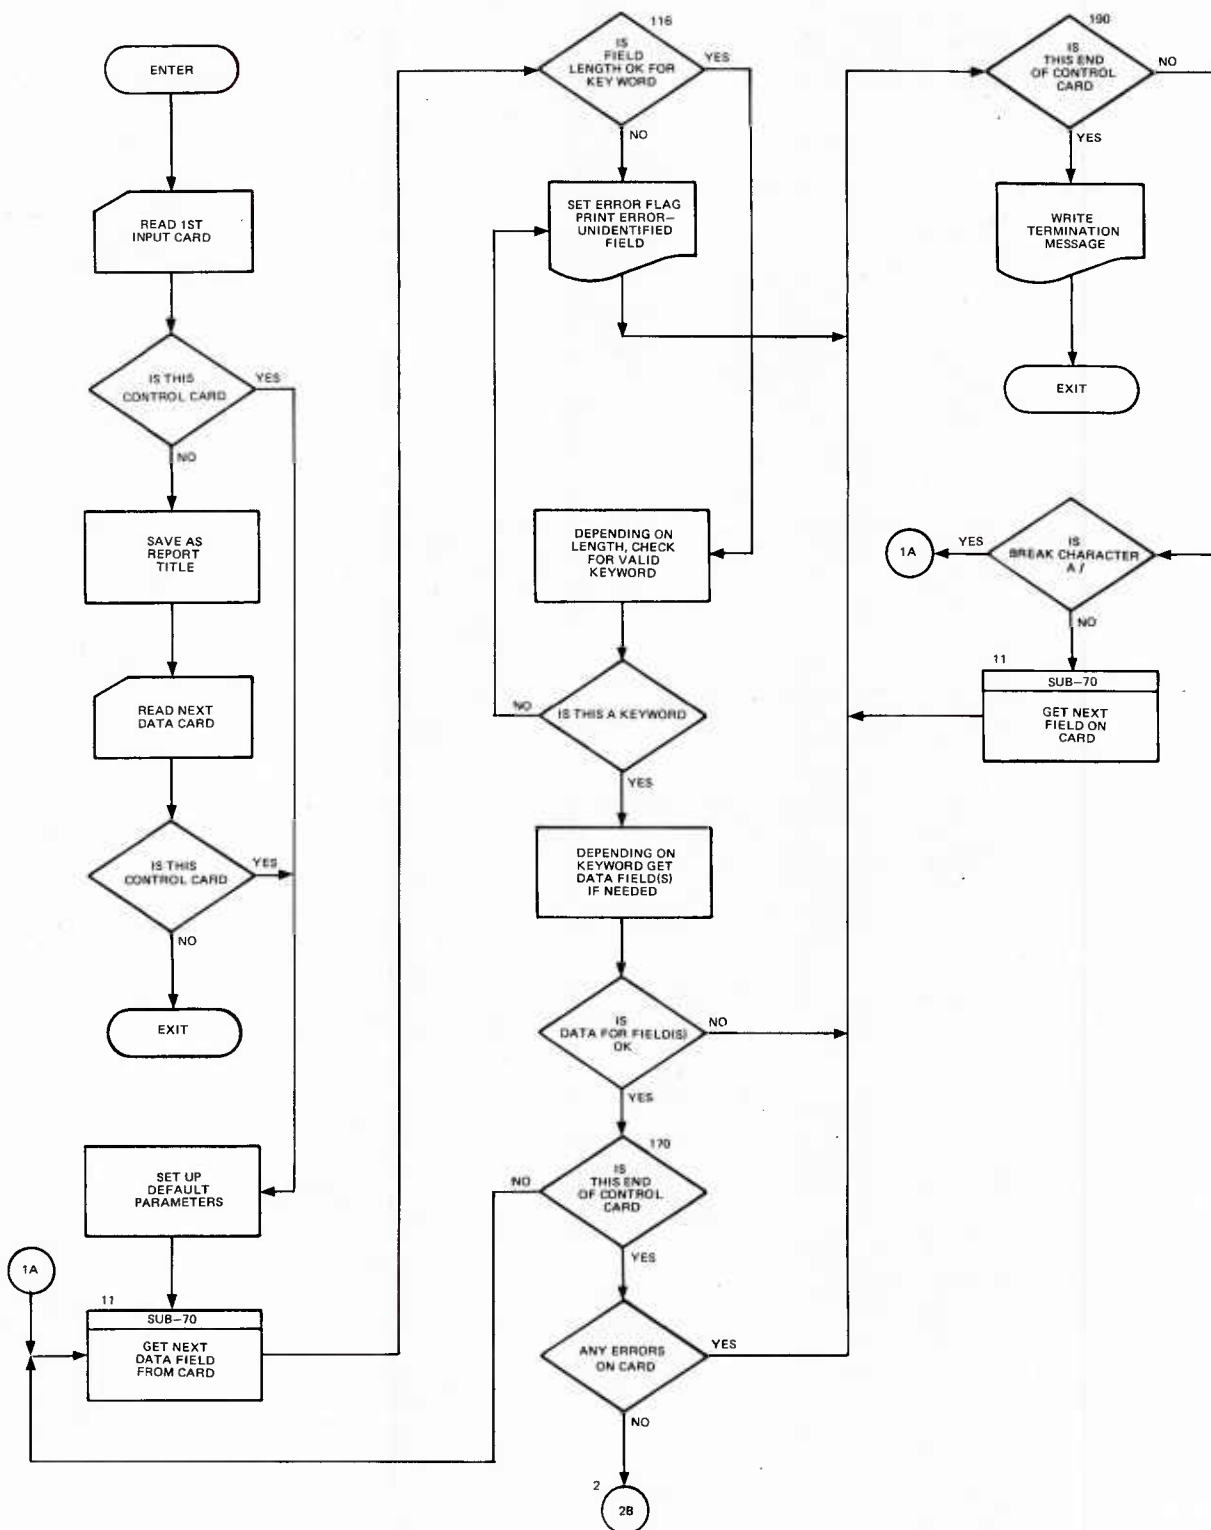 ENTER
READ 1ST
INPUT CARD
IS THIS
CONTROL CARD
YES
NO
SAVE AS
REPORT
TITLE
READ NEXT
DATA CARD
IS THIS
CONTROL CARD
YES
NO
EXIT
SET UP
DEFAULT
PARAMETERS
1A
11
SUB-70
GET NEXT
DATA FIELD
FROM CARD
116
IS
FIELD
LENGTH OK FOR
KEY WORD
YES
NO
SET ERROR FLAG
PRINT ERROR-
UNIDENTIFIED
FIELD
DEPENDING ON
LENGTH, CHECK
FOR VALID
KEYWORD
NO
IS THIS A KEYWORD
YES
DEPENDING ON
KEYWORD GET
DATA FIELD(S)
IF NEEDED
IS
DATA FOR FIELD(S)
OK
NO
YES
170
NO
IS
THIS END
OF CONTROL
CARD
YES
ANY ERRORS
ON CARD
YES
NO
2
2B
190
IS
THIS END
OF CONTROL
CARD
NO
YES
WRITE
TERMINATION
MESSAGE
EXIT
1A
YES
IS
BREAK CHARACTER
A /
NO
11
SUB-70
GET NEXT
FIELD ON
CARD